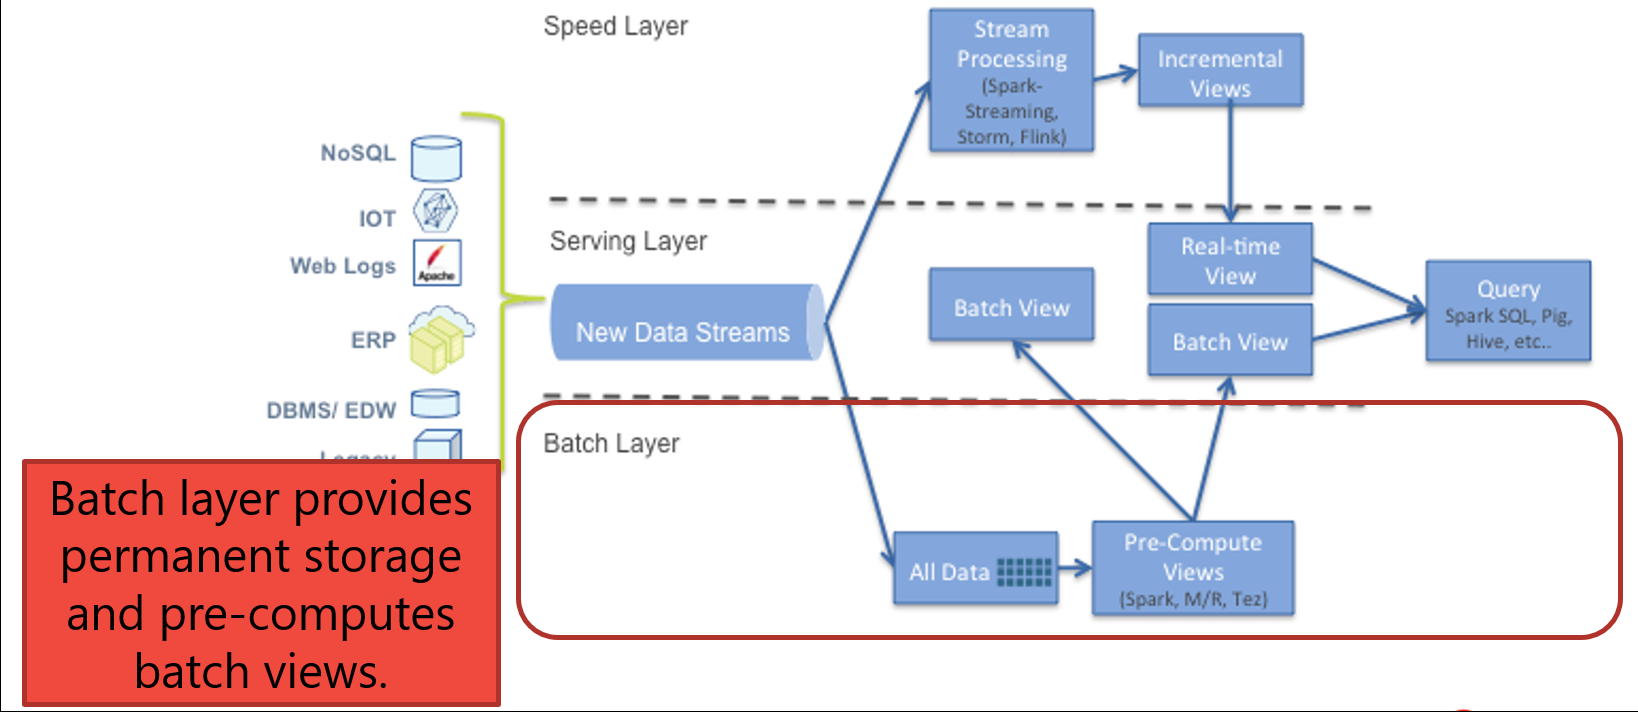 Speed Layer
Stream
Processing
(Spark-
Streaming,
Storm, Flink)
Incremental
Views
NoSQL
IOT
Web Logs
Apache
ERP
DBMS/ EDW
Legacy
Serving Layer
New Data Streams
Batch View
Real-time
View
Batch View
Query
Spark SQL, Pig,
Hive, etc..
Batch Layer
All Data
Pre-Compute
Views
(Spark, M/R, Tez)
Batch layer provides
permanent storage
and pre-computes
batch views.